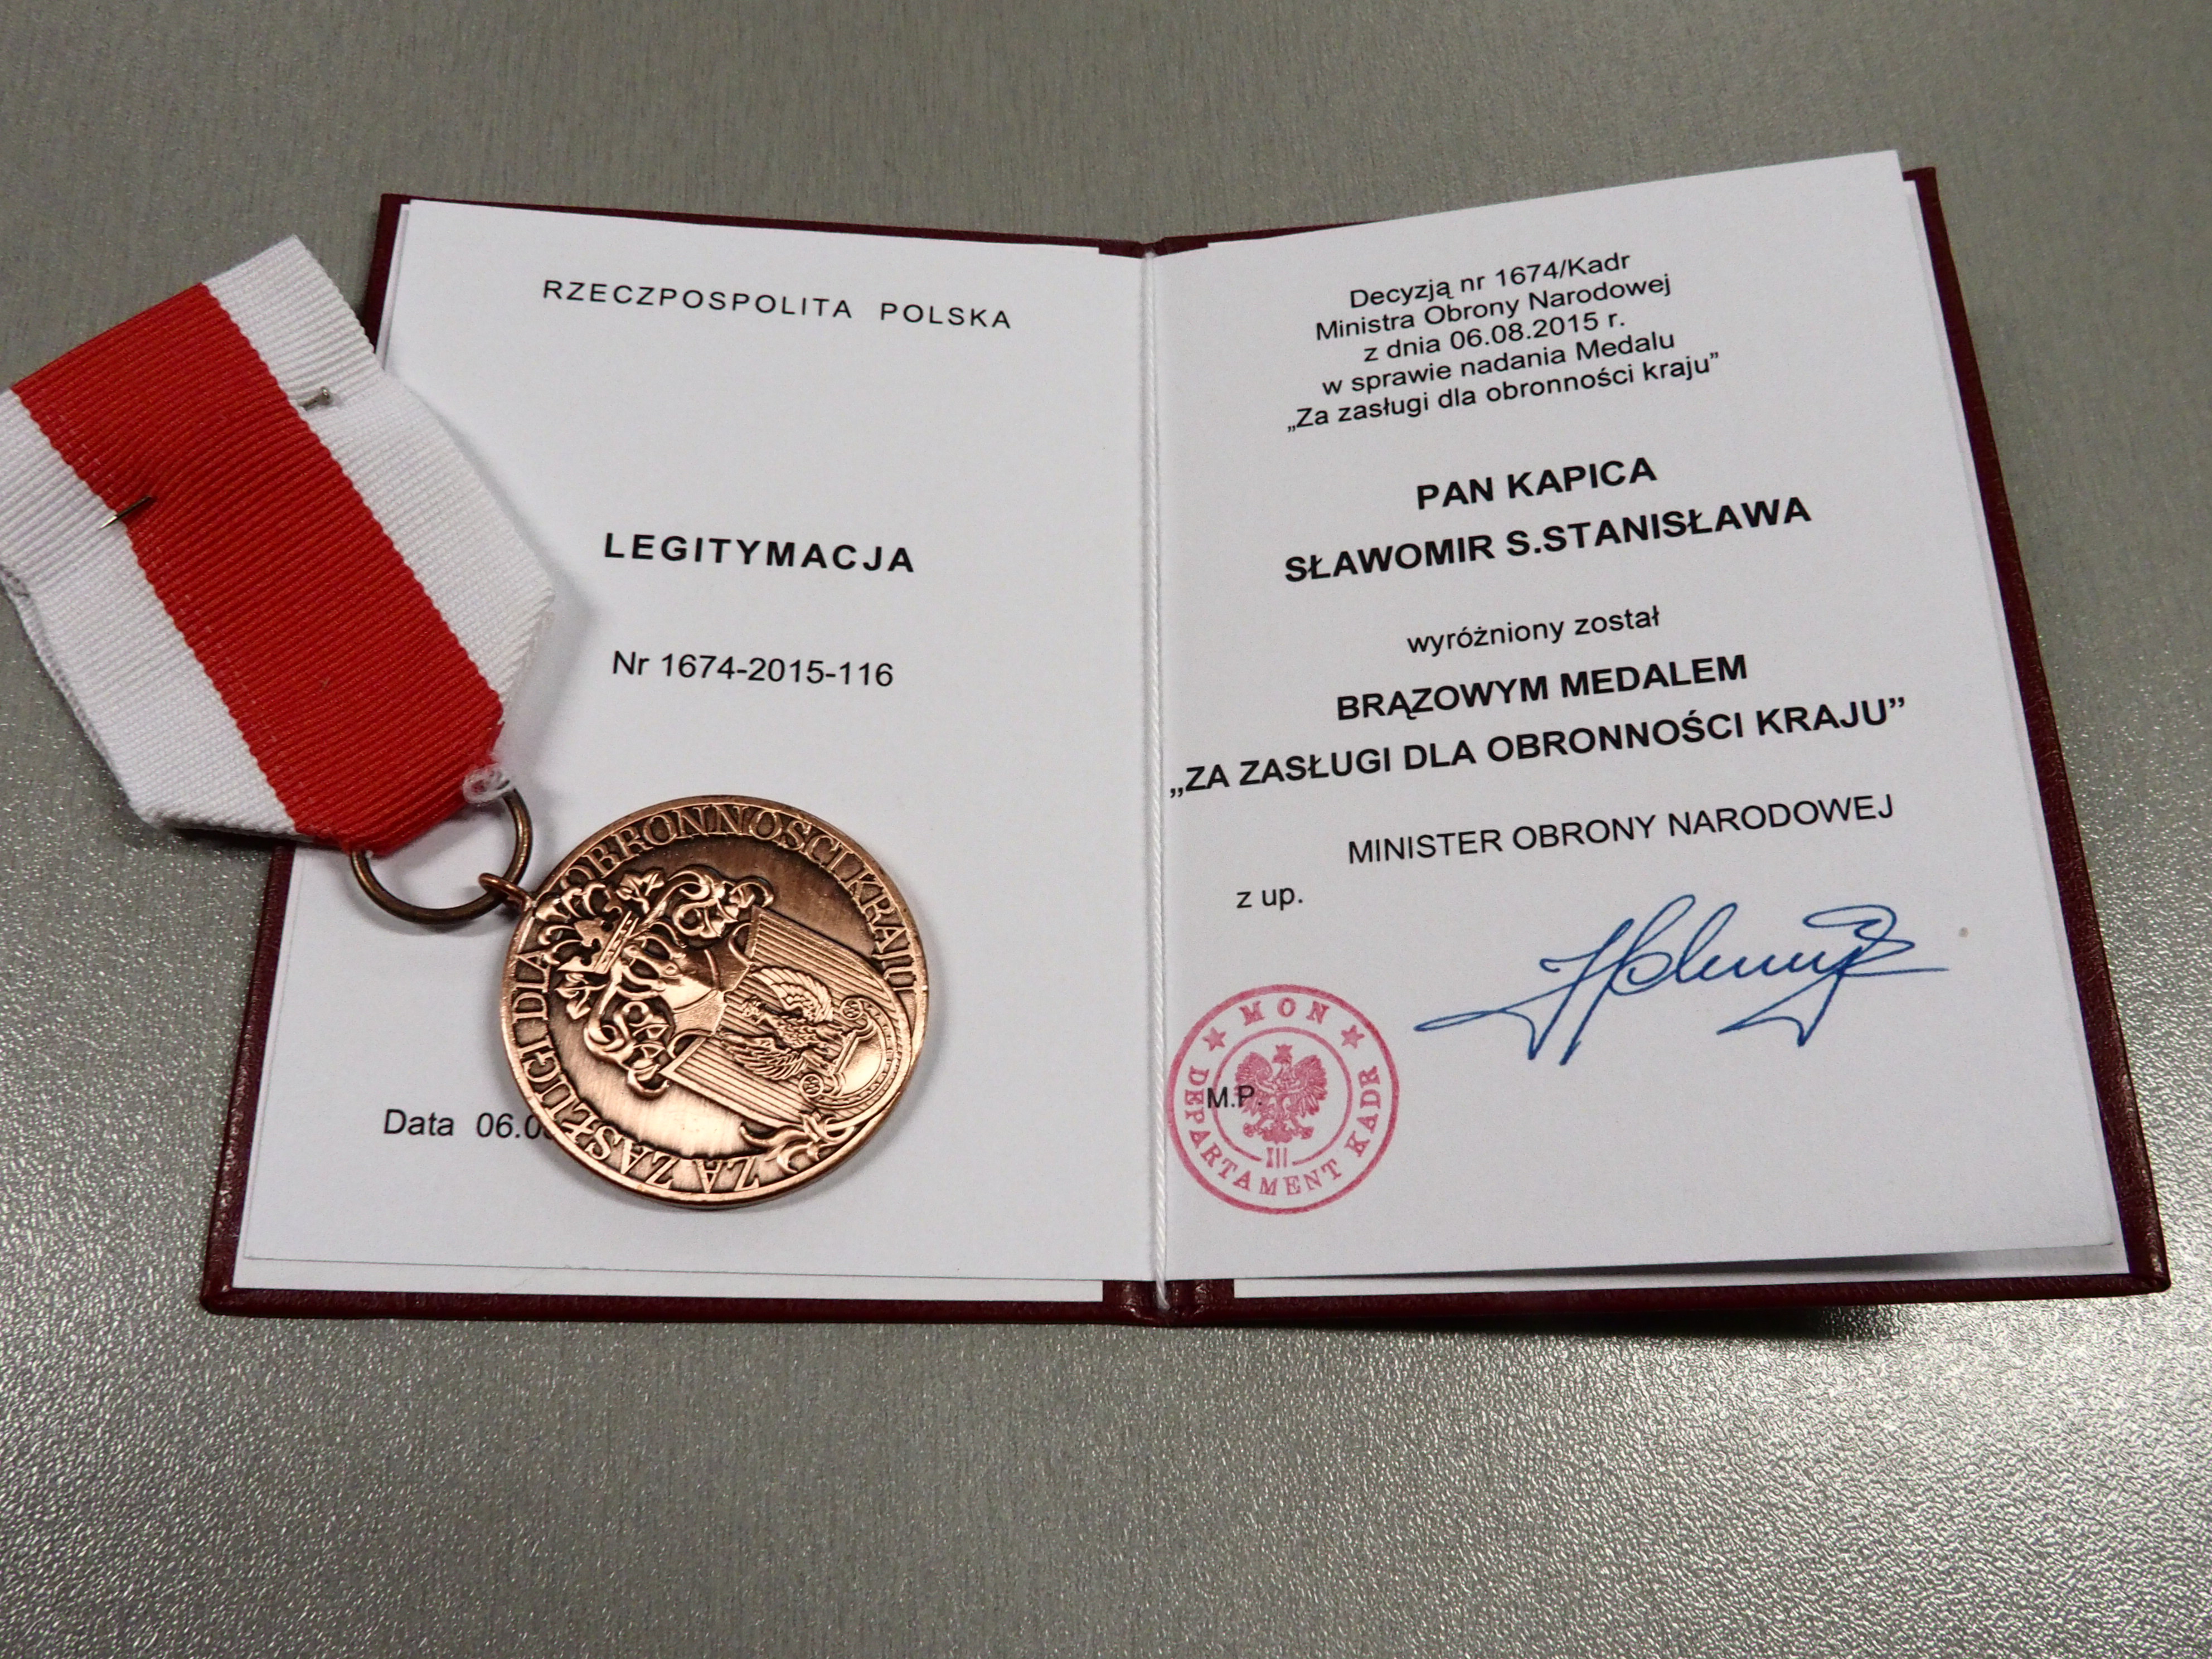 RZECZPOSPOLITA POLSKA
LEGITYMACJA
Nr 1674-2015-116
Data 06.0
ZA ZASŁUGI DLA OBRONNOŚCI KRAJU
Decyzją nr 1674/Kadr
Ministra Obrony Narodowej
z dnia 06.08.2015 r.
w sprawie nadania Medalu
„Za zasługi dla obronności kraju”
PAN KAPICA
SŁAWOMIR S.STANISŁAWA
wyróżniony został
BRĄZOWYM MEDALEM
„ZA ZASŁUGI DLA OBRONNOŚCI KRAJU”
MINISTER OBRONY NARODOWEJ
z up.
M.P.
MON
DEPARTAMENT KADR
III